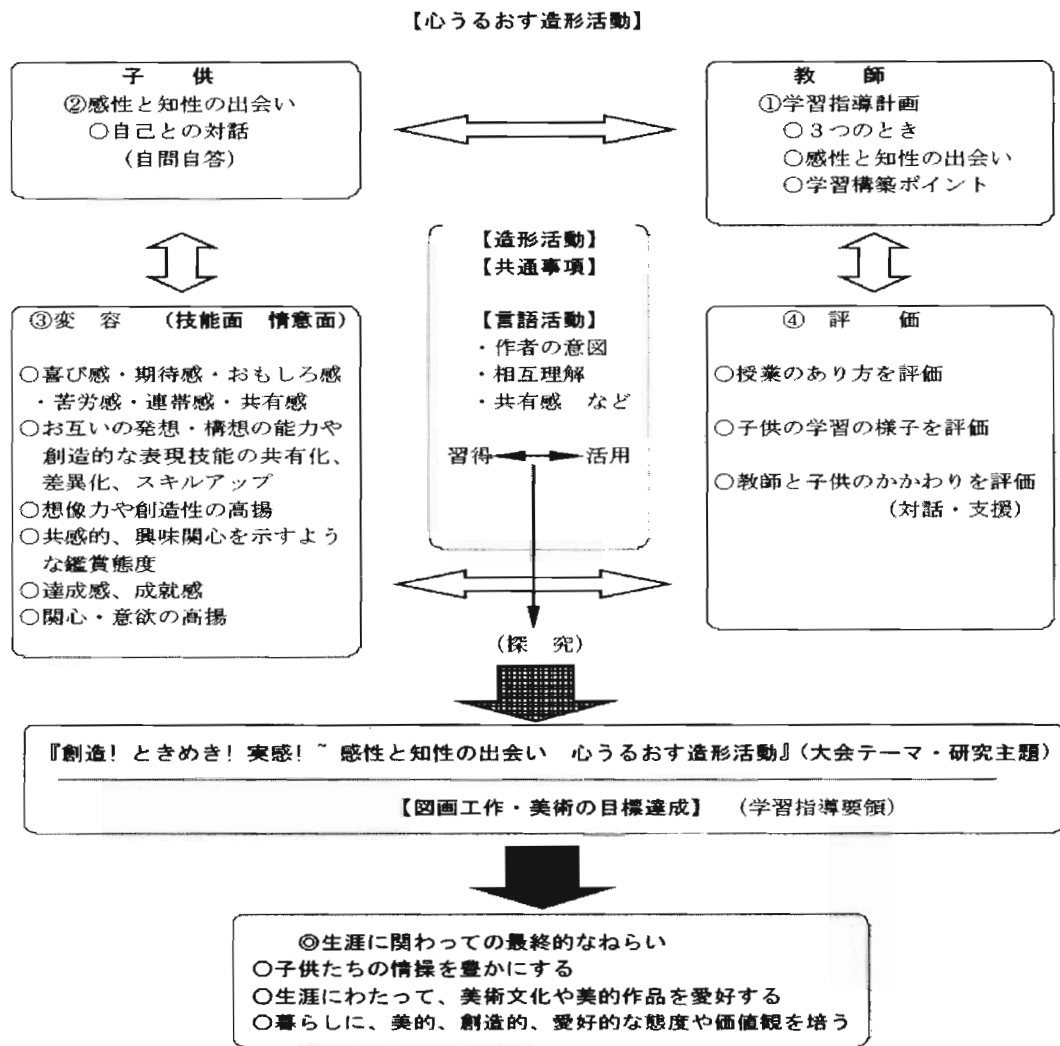 【心うるおす造形活動】
子　供
②感性と知性の出会い
○自己との対話
(自問自答)
教　師
①学習指導計画
○３つのとき
○感性と知性の出会い
○学習構築ポイント
【造形活動】
【共通事項】
【言語活動】
・作者の意図
・相互理解
・共有感　など
習得
活用
(探　究)
③変　容　(技能面　情意面)
○喜び感・期待感・おもしろ感
・苦労感・連帯感・共有感
○お互いの発想・構想の能力や
創造的な表現技能の共有化、
差異化、スキルアップ
○想像力や創造性の高揚
○共感的、興味関心を示すよう
な鑑賞態度
○達成感、成就感
○関心・意欲の高揚
④　評　価
○授業のあり方を評価
○子供の学習の様子を評価
○教師と子供のかかわりを評価
(対話・支援)
『創造！ときめき！実感！~　感性と知性の出会い　心うるおす造形活動』(大会テーマ・研究主題)
【図画工作・美術の目標達成】　(学習指導要領)
◎生涯に関わっての最終的なねらい
○子供たちの情操を豊かにする
○生涯にわたって、美術文化や美的作品を愛好する
○暮らしに、美的、創造的、愛好的な態度や価値観を培う